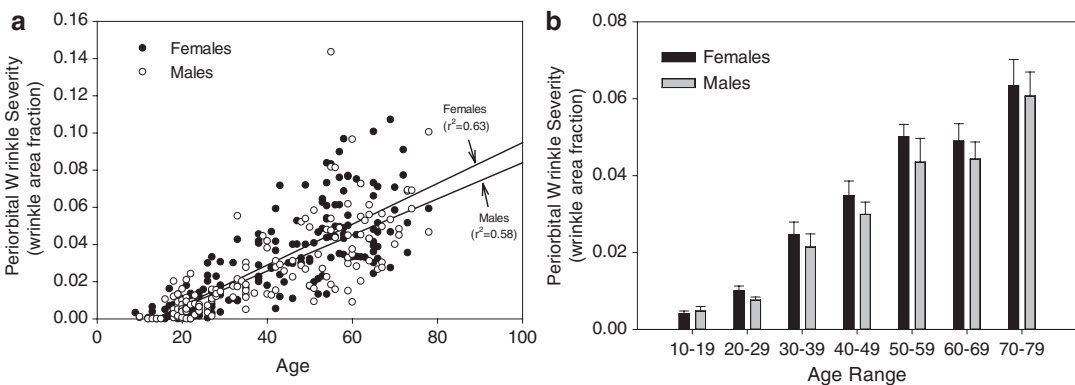 a
Periorbital Wrinkle Severity
(wrinkle area fraction)
0.16
0.14
0.12
0.10
0.08
0.06
0.04
0.02
0.00
Females
Males
Females
(r²=0.63)
Males
(r²=0.58)
0 20 40 60 80 100
Age
b
Periorbital Wrinkle Severity
(wrinkle area fraction)
0.08
0.06
0.04
0.02
0.00
Females
Males
10-19 20-29 30-39 40-49 50-59 60-69 70-79
Age Range